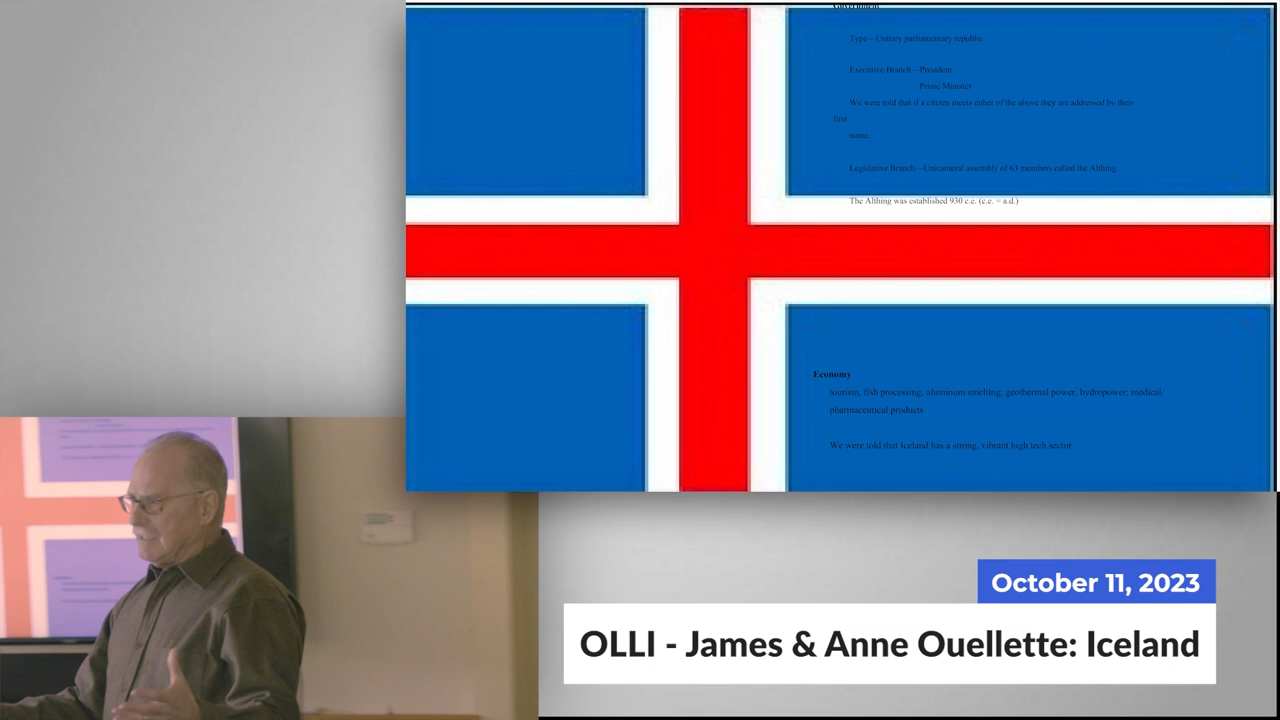 Government
Type—Unitary parliamentary republic
Executive Branch—President
Prime Minister
We were told that if a citizen meets either of the above they are addressed by their
first
name.
Legislative Branch—Unicameral assembly of 63 members called the Althing
The Althing was established 930 c.e. (c.e. = a.d.)
Economy
tourism, fish processing; aluminum smelting; geothermal power, hydropower; medical-
pharmaceutical products
We were told that Iceland has a strong, vibrant high tech sector
October 11, 2023
OLLI - James & Anne Ouellette: Iceland